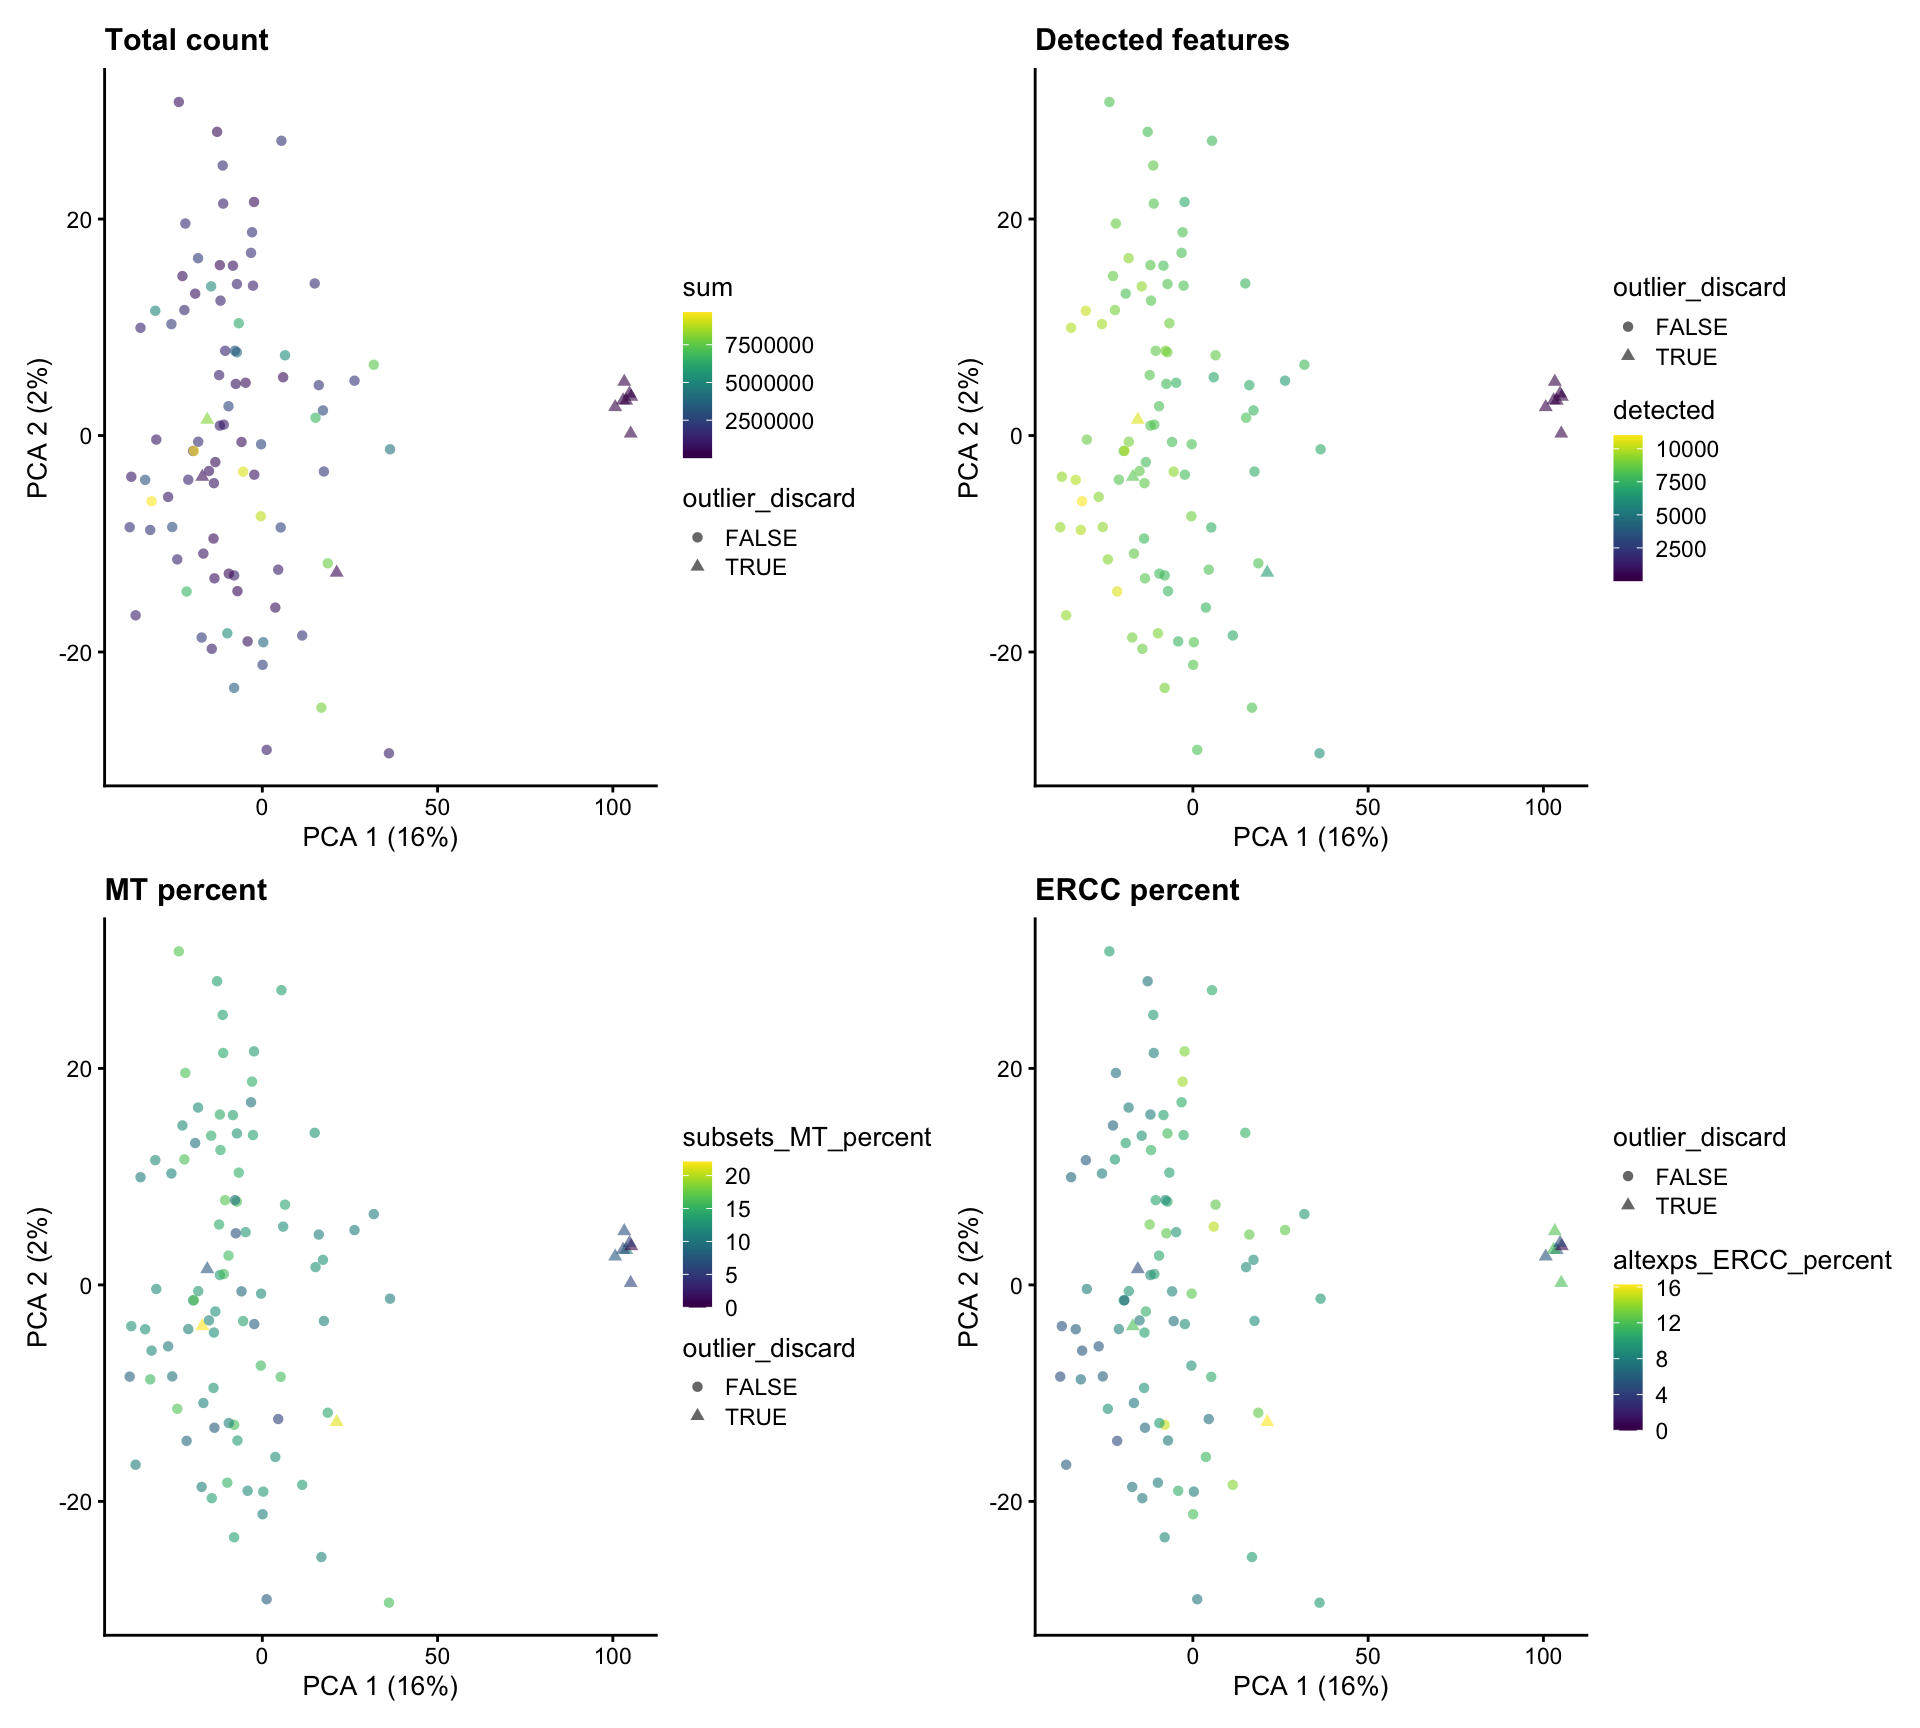 Total count
20
0
-20
PCA 2 (2%)
0
50
100
PCA 1 (16%)
sum
7500000
5000000
2500000
outlier_discard
FALSE
TRUE
Detected features
20
0
-20
PCA 2 (2%)
0
50
100
PCA 1 (16%)
outlier_discard
FALSE
TRUE
detected
10000
7500
5000
2500
MT percent
20
0
-20
PCA 2 (2%)
0
50
100
PCA 1 (16%)
subsets_MT_percent
20
15
10
5
0
outlier_discard
FALSE
TRUE
ERCC percent
20
0
-20
PCA 2 (2%)
0
50
100
PCA 1 (16%)
outlier_discard
FALSE
TRUE
altexps_ERCC_percent
16
12
8
4
0